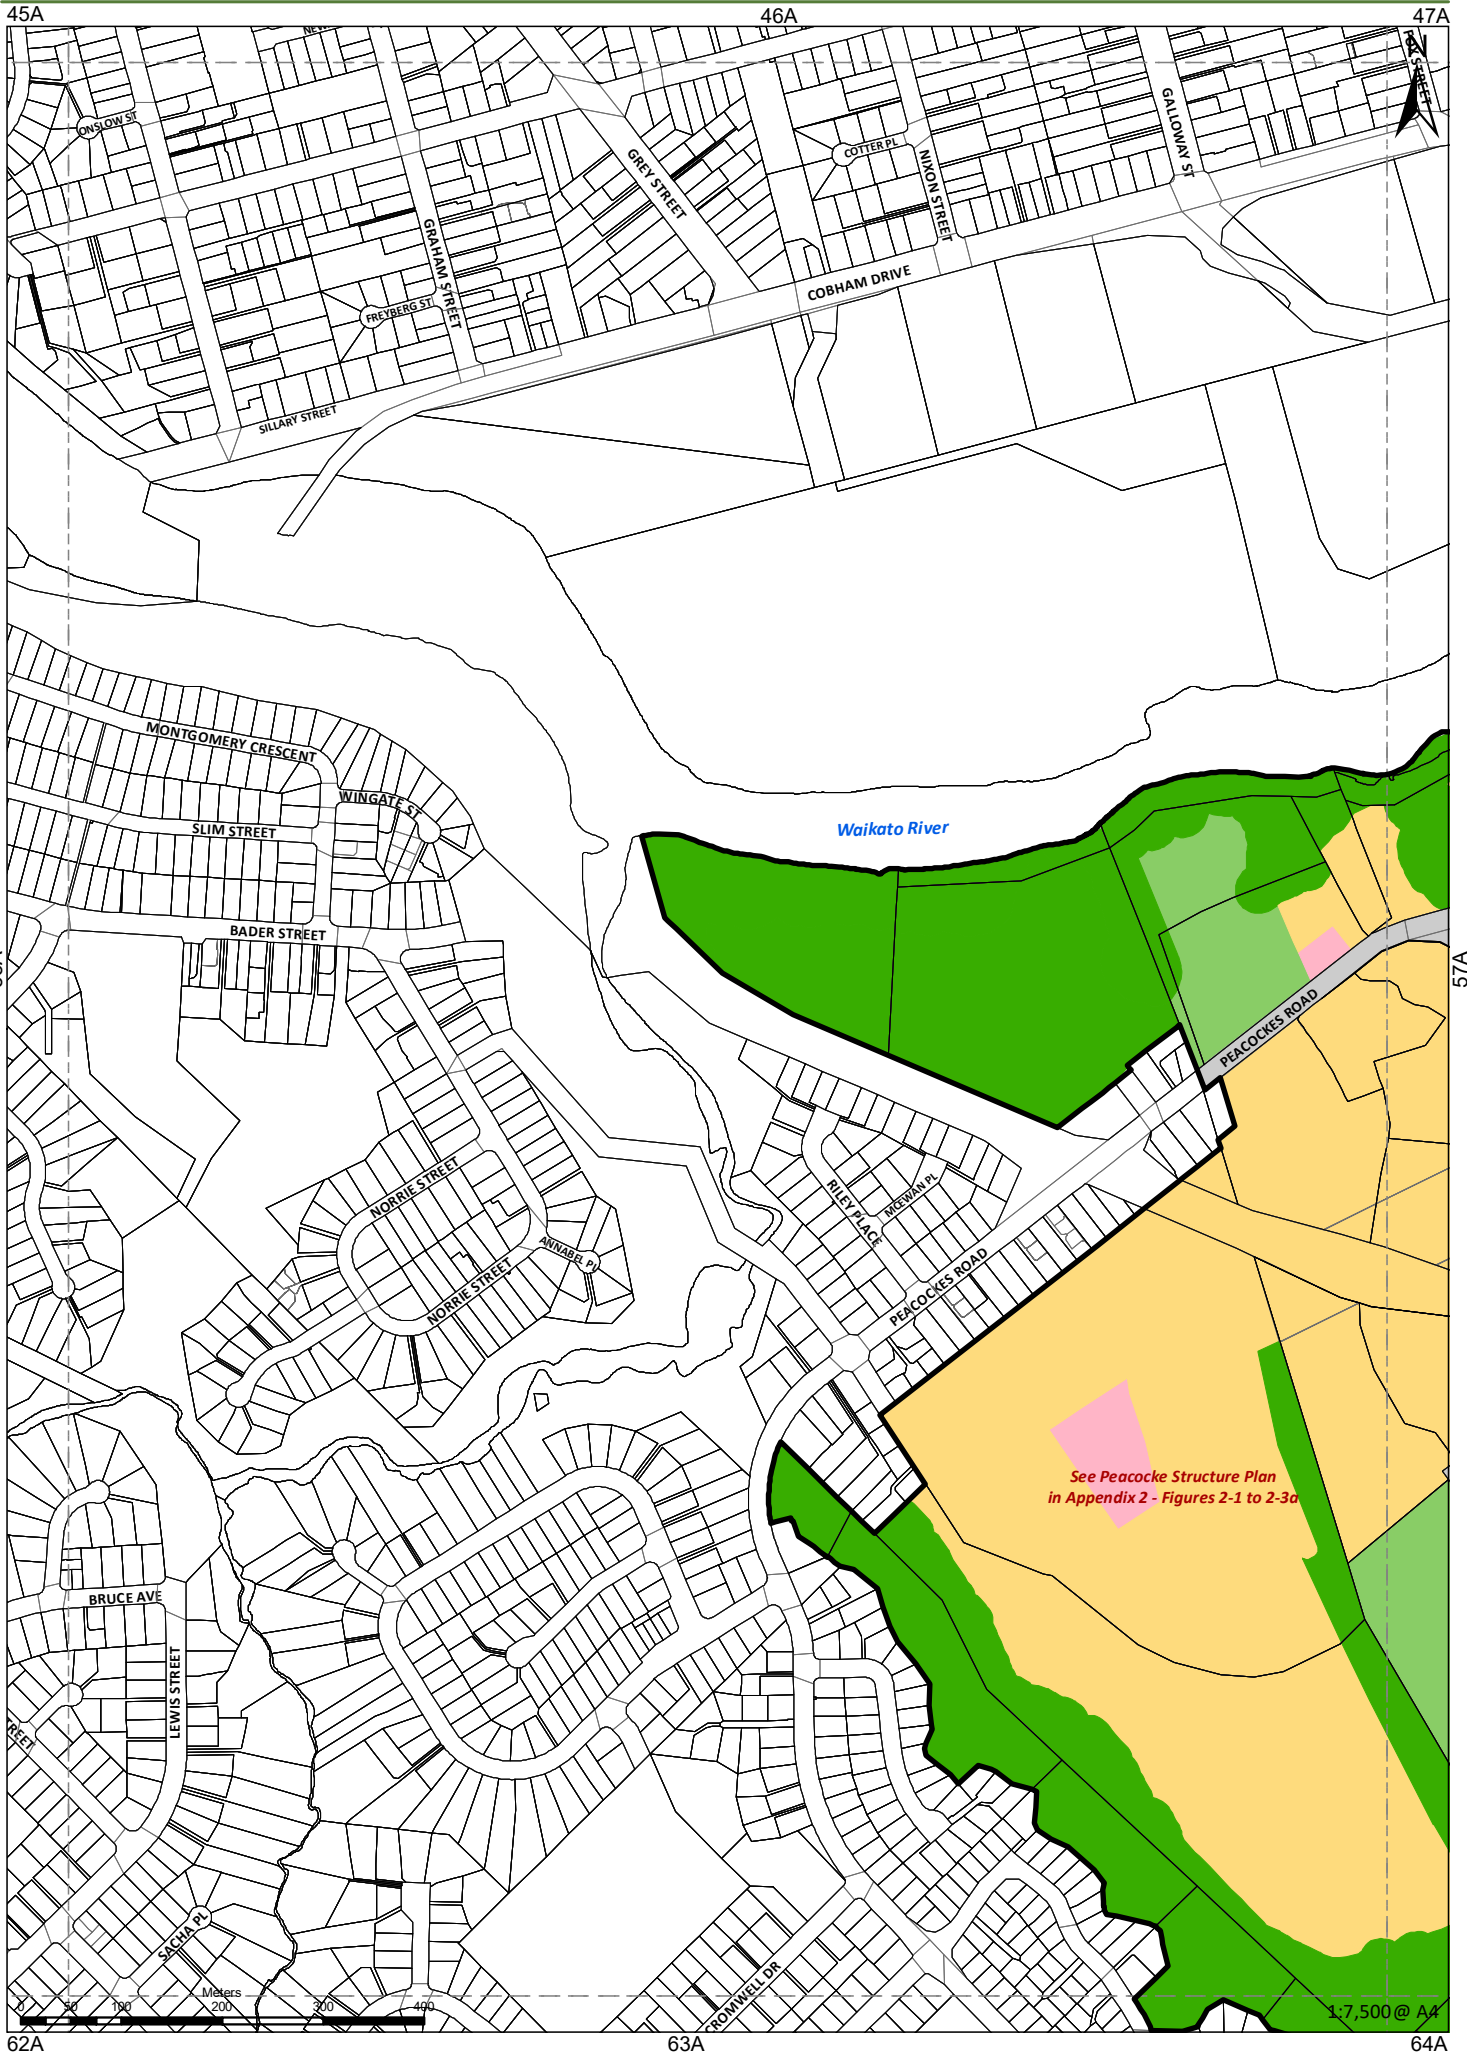 45A
46A
47A
FOX STREET
ONSLOW ST
GREY STREET
COTTER PL
NIXON STREET
GALLOWAY ST
GRAHAM STREET
FREYBERG ST
COBHAM DRIVE
SILLARY STREET
MONTGOMERY CRESCENT
WINGATE ST
SLIM STREET
Waikato River
BADER STREET
57A
PEACOCKES ROAD
NORRIE STREET
RILEY PLACE
MCEWAN PL
ANNABEL PL
NORRIE STREET
PEACOCKES ROAD
See Peacocke Structure Plan
in Appendix 2 - Figures 2-1 to 2-3a
BRUCE AVE
LEWIS STREET
SACHA PL
CROMWELL DR
Meters
0 50 100 200 300 400
1:7,500 @ A4
62A
63A
64A